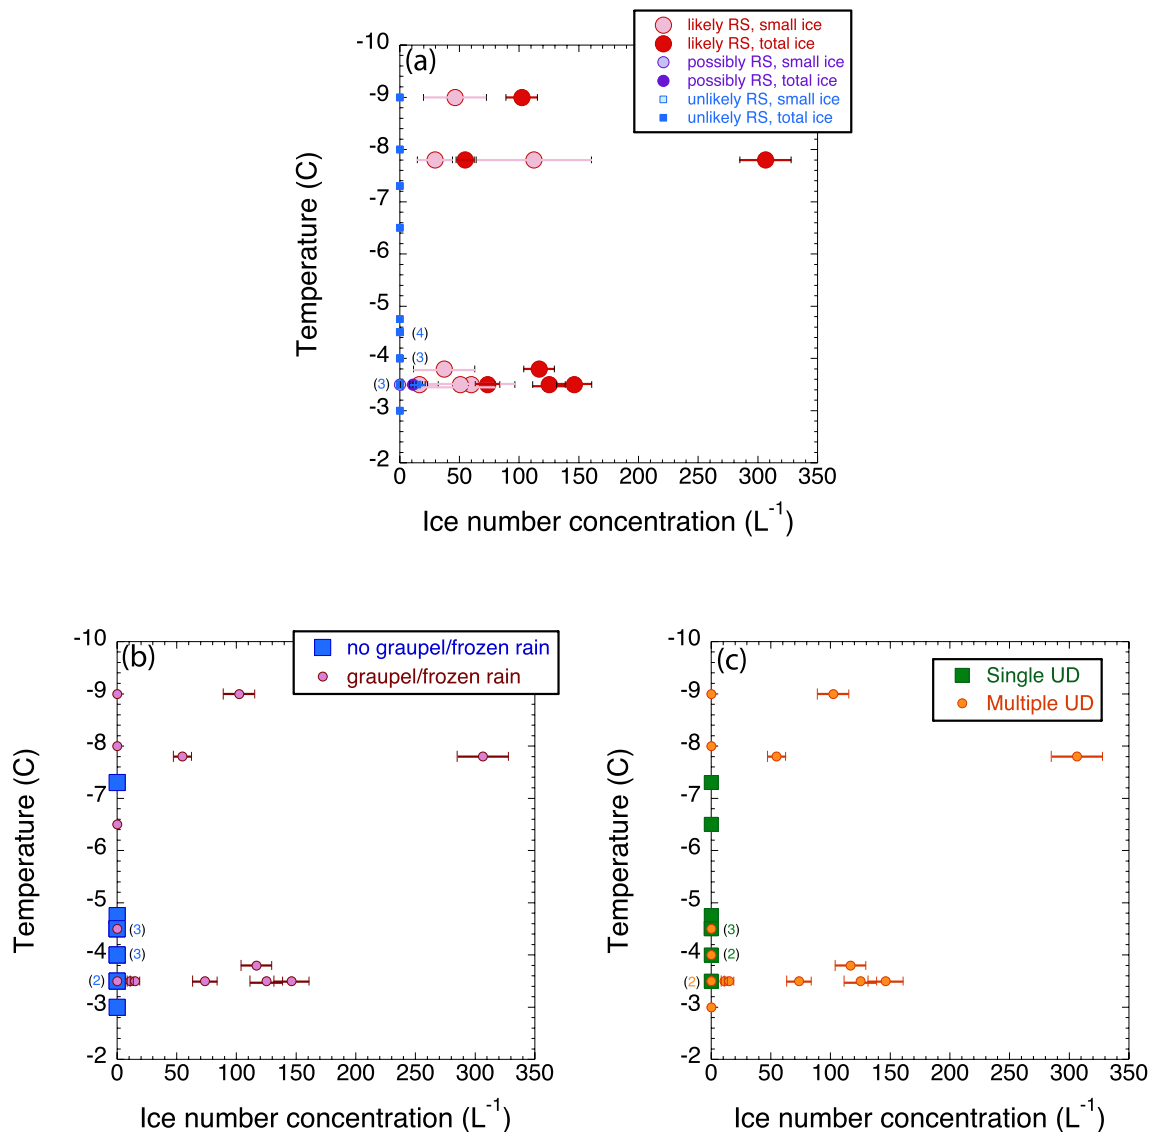 likely RS, small ice
likely RS, total ice
possibly RS, small ice
possibly RS, total ice
unlikely RS, small ice
unlikely RS, total ice
(a)
-10
-9
-8
-7
-6
-5
-4
-3
-2
(4)
(3)
(3)
0 50 100 150 200 250 300 350
Temperature (C)
Ice number concentration (L-1)
(b)
no graupel/frozen rain
graupel/frozen rain
-10
-9
-8
-7
-6
-5
-4
-3
-2
(3)
(3)
(2)
0 50 100 150 200 250 300 350
Temperature (C)
Ice number concentration (L-1)
(c)
Single UD
Multiple UD
-10
-9
-8
-7
-6
-5
-4
-3
-2
(3)
(2)
(2)
0 50 100 150 200 250 300 350
Temperature (C)
Ice number concentration (L-1)